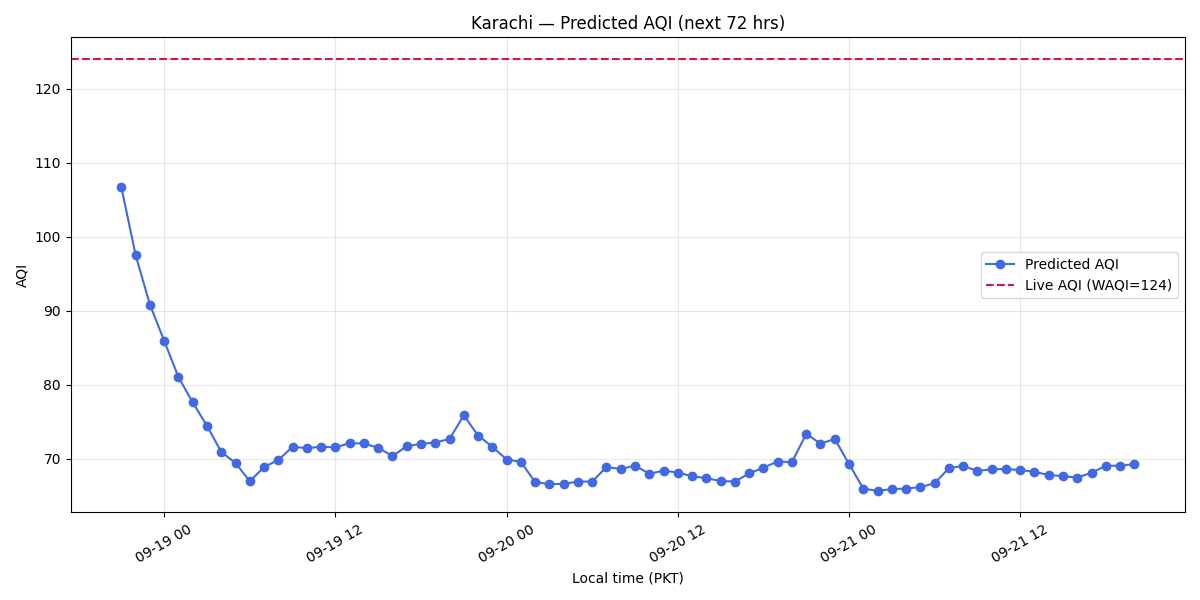 Karachi — Predicted AQI (next 72 hrs)
120
110
100
90
80
70
AQI
Predicted AQI
Live AQI (WAQI=124)
09-19 00
09-19 12
09-20 00
09-20 12
09-21 00
09-21 12
Local time (PKT)